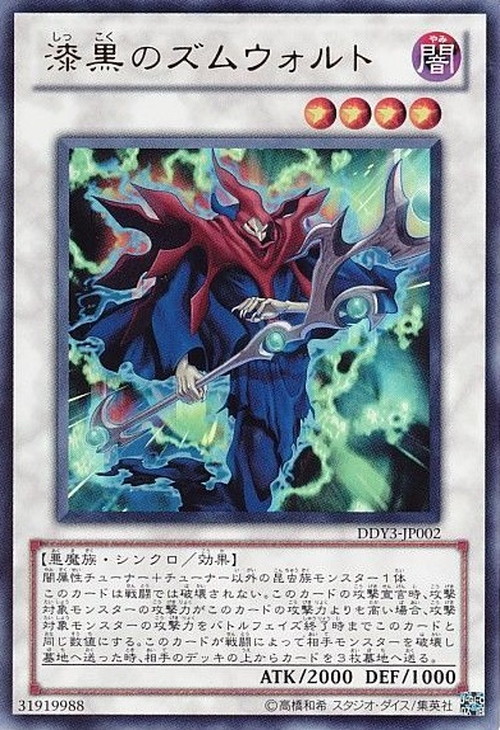 漆黒のズムウォルト
闇
DDY3-JP002
【悪魔族・シンクロ/効果】
闇属性チューナー+チューナー以外の昆虫族モンスター1体
このカードは戦闘では破壊されない。このカードの攻撃宣言時、攻撃
対象モンスターの攻撃力がこのカードの攻撃力よりも高い場合、攻撃
対象モンスターの攻撃力をバトルフェイズ終了時までこのカードと
同じ数値にする。このカードが戦闘によって相手モンスターを破壊し
墓地へ送った時、相手のデッキの上からカードを3枚墓地へ送る。
ATK/2000 DEF/1000
31919988 ©高橋和希 スタジオ・ダイス/集英社